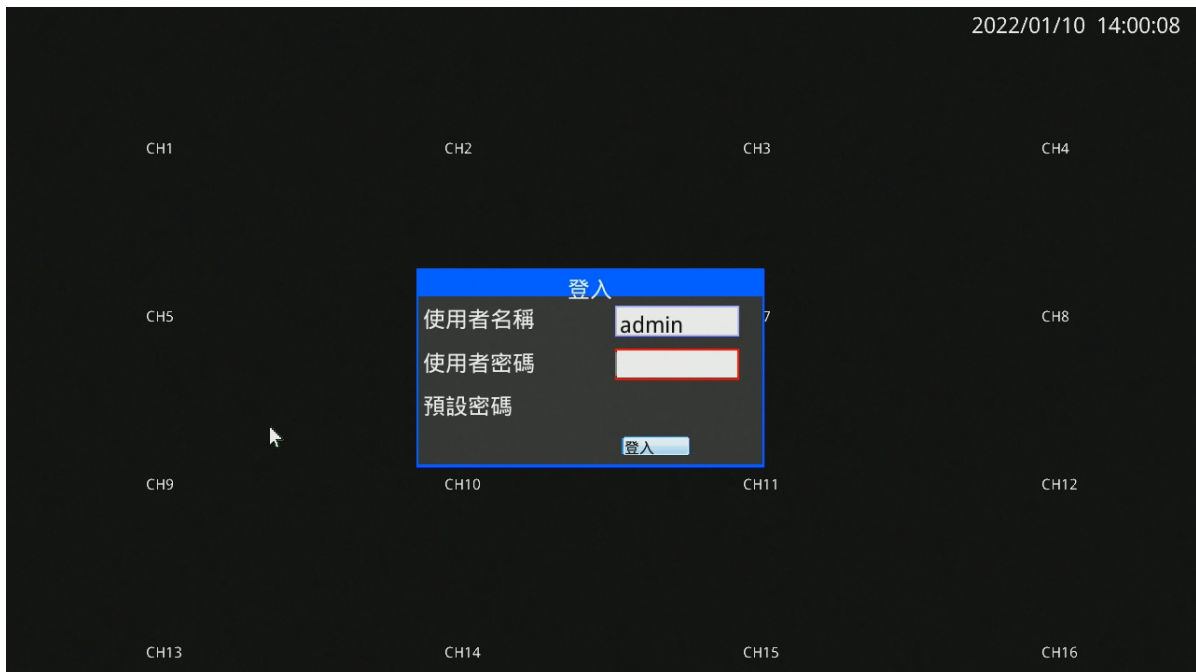 2022/01/10 14:00:08
CH1 CH2 CH3 CH4
登入
CH5 使用者名稱 admin 7 CH8
使用者密碼
預設密碼
登入
CH9 CH10 CH11 CH12
CH13 CH14 CH15 CH16